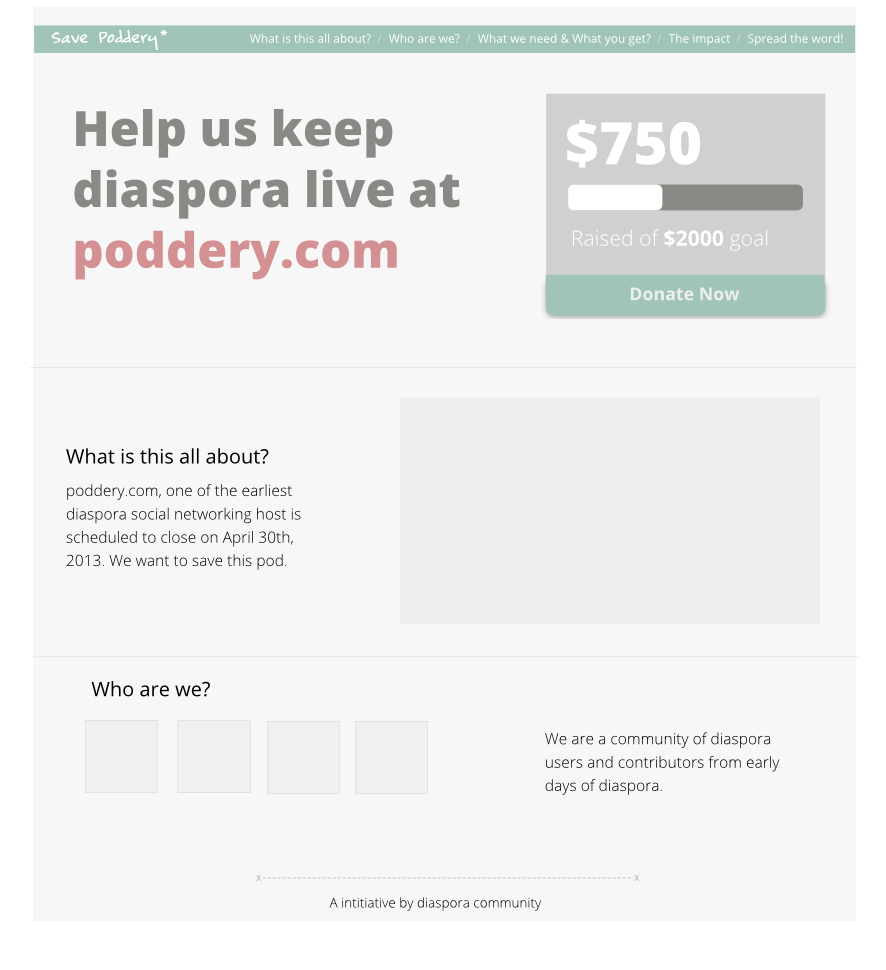 Save Poddery*
What is this all about? / Who are we? / What we need & What you get? / The impact / Spread the word!
Help us keep
diaspora live at
poddery.com
$750
Raised of $2000 goal
Donate Now
What is this all about?
poddery.com, one of the earliest
diaspora social networking host is
scheduled to close on April 30th,
2013. We want to save this pod.
Who are we?
We are a community of diaspora
users and contributors from early
days of diaspora.
x-------------------------------------------------------------------------x
A intitiative by diaspora community